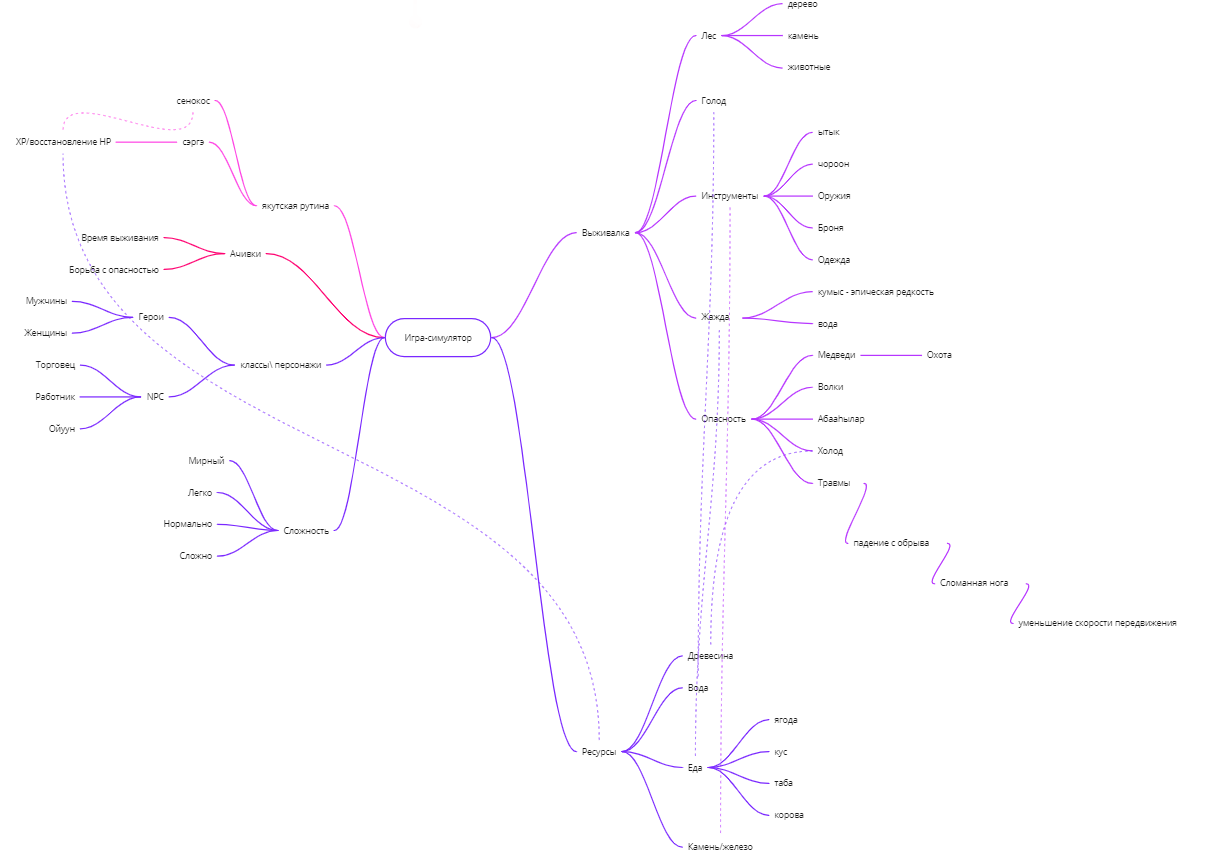 Игра-симулятор
Выживалка
Лес
дерево
камень
животные
Голод
Инструменты
ытык
чороон
Оружия
Броня
Одежда
Жажда
кумыс - эпическая редкость
вода
Опасность
Медведи
Охота
Волки
Абааһылар
Холод
Травмы
падение с обрыва
Сломанная нога
уменьшение скорости передвижения
Ресурсы
Древесина
Вода
Еда
ягода
кус
таба
корова
Камень/железо
якутская рутина
сенокос
сэргэ
XP/восстановление HP
Ачивки
Время выживания
Борьба с опасностью
классы\ персонажи
Герои
Мужчины
Женщины
NPC
Торговец
Работник
Ойуун
Сложность
Мирный
Легко
Нормально
Сложно